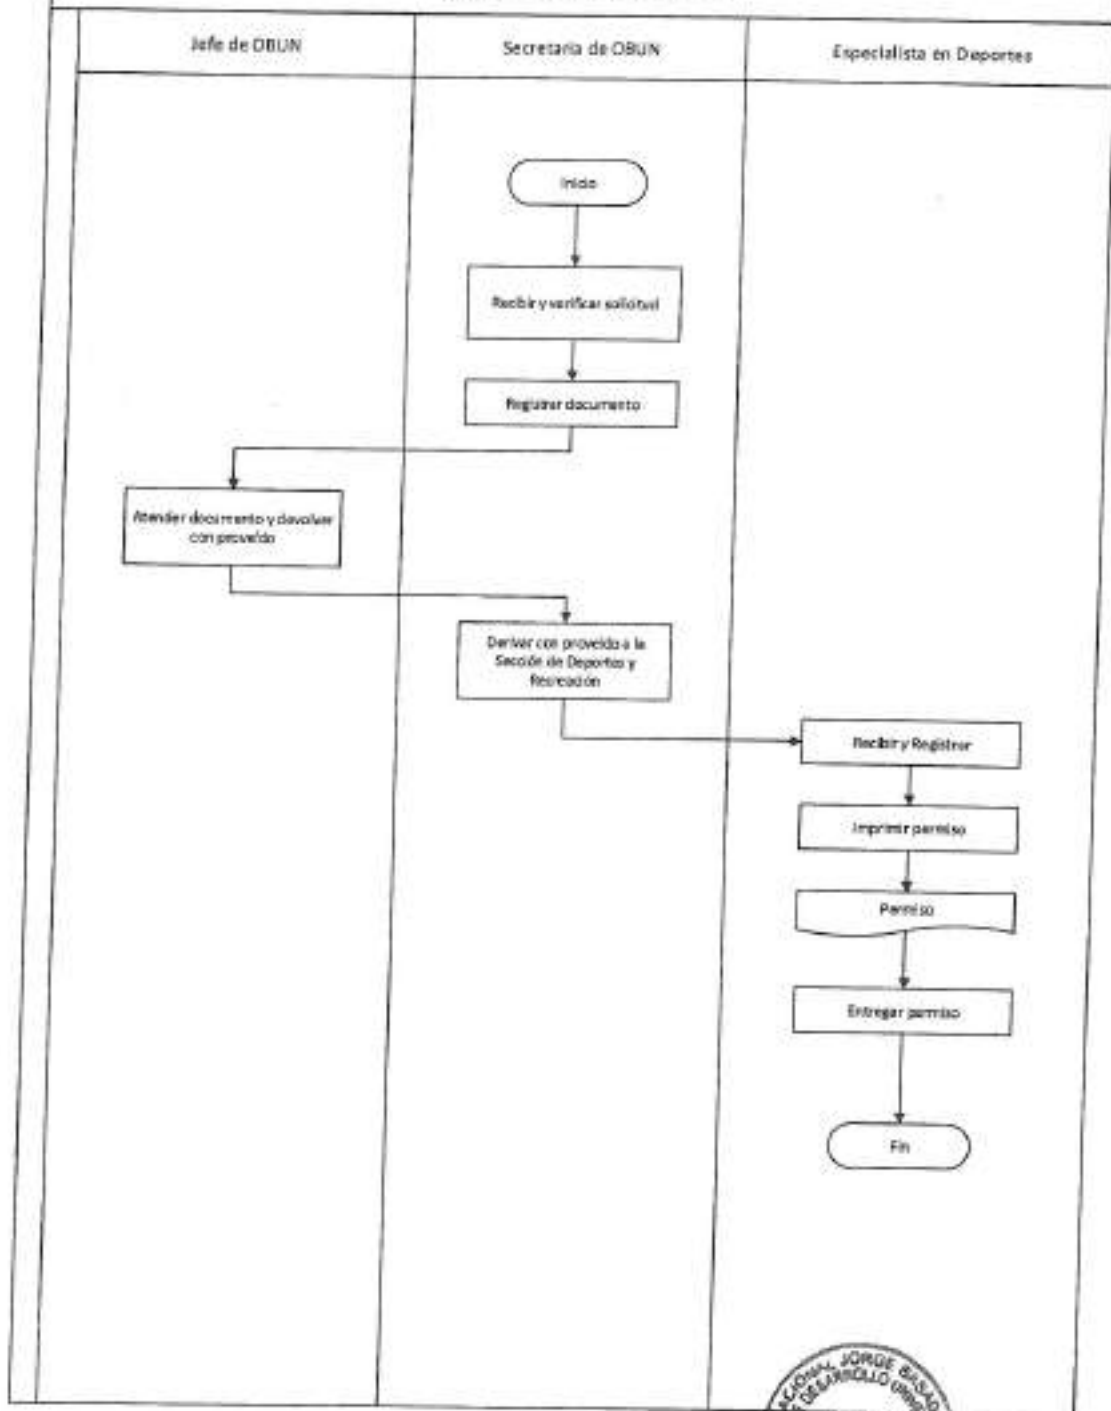 Jefe de OBUN
Secretaria de OBUN
Especialista en Deportes
Inicio
Recibir y verificar solicitud
Registrar documento
Atender documento y devolver
con proveído
Derivar con proveído a la
Sección de Deportes y
Recreación
Recibir y Registrar
Imprimir permiso
Permiso
Entregar permiso
Fin
JORGE
DESARROLLO